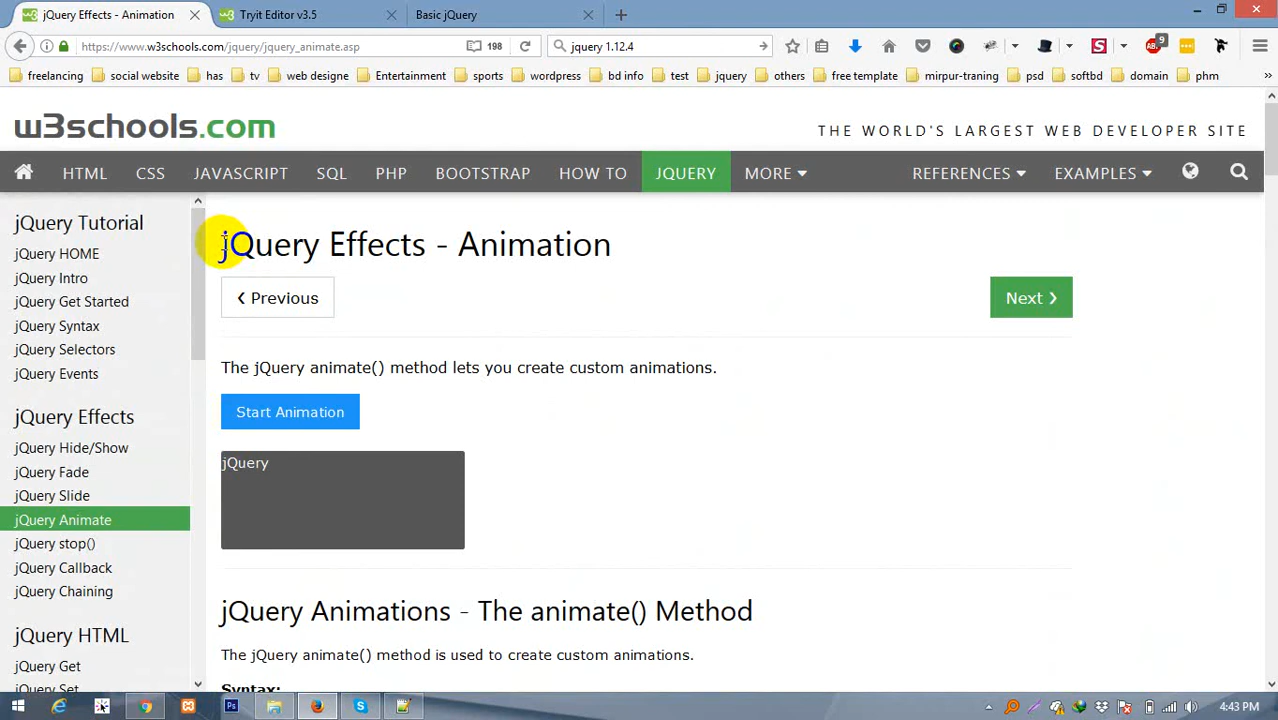 jQuery Effects - Animation
Tryit Editor v3.5
Basic jQuery
https://www.w3schools.com/jquery/jquery_animate.asp
198
jquery 1.12.4
9
freelancing social website has tv web designe Entertainment sports wordpress bd info test jquery others free template mirpur-traning psd softbd domain phm
w3schools.com
THE WORLD'S LARGEST WEB DEVELOPER SITE
HTML CSS JAVASCRIPT SQL PHP BOOTSTRAP HOW TO JQUERY MORE REFERENCES EXAMPLES
jQuery Tutorial
jQuery HOME
jQuery Intro
jQuery Get Started
jQuery Syntax
jQuery Selectors
jQuery Events
jQuery Effects
jQuery Hide/Show
jQuery Fade
jQuery Slide
jQuery Animate
jQuery stop()
jQuery Callback
jQuery Chaining
jQuery HTML
jQuery Get
jQuery Set
jQuery Effects - Animation
❮ Previous
Next ❯
The jQuery animate() method lets you create custom animations.
Start Animation
jQuery
jQuery Animations - The animate() Method
The jQuery animate() method is used to create custom animations.
Syntax:
4:43 PM